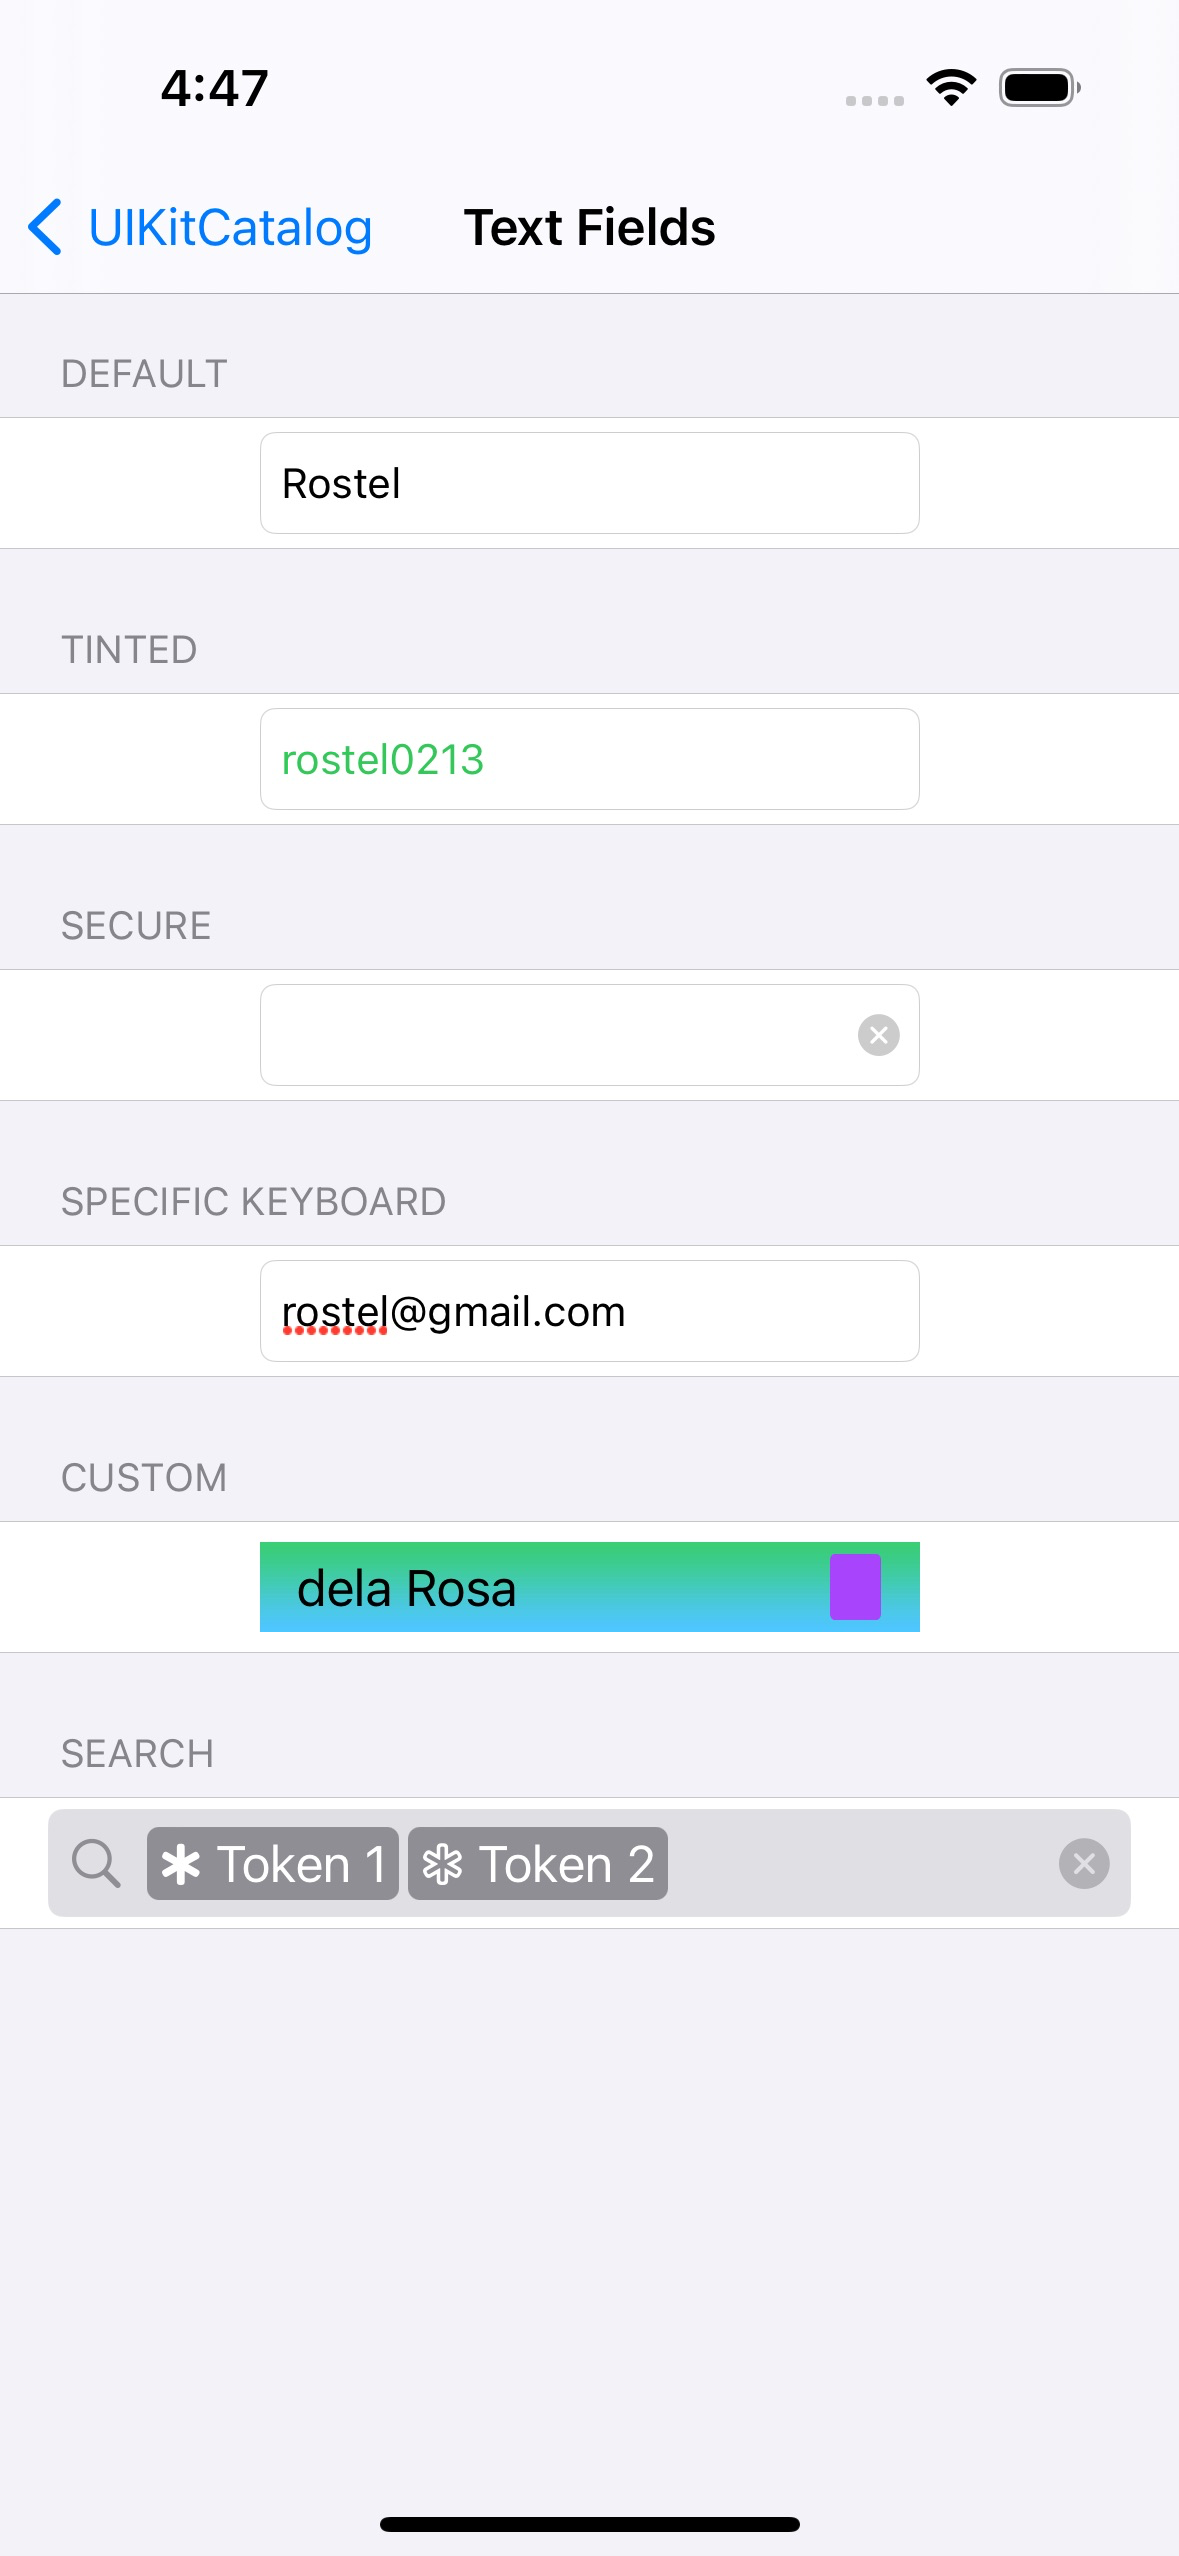 4:47
UIKitCatalog Text Fields
DEFAULT
Rostel
TINTED
rostel0213
SECURE
SPECIFIC KEYBOARD
rostel@gmail.com
CUSTOM
dela Rosa
SEARCH
Token 1 Token 2